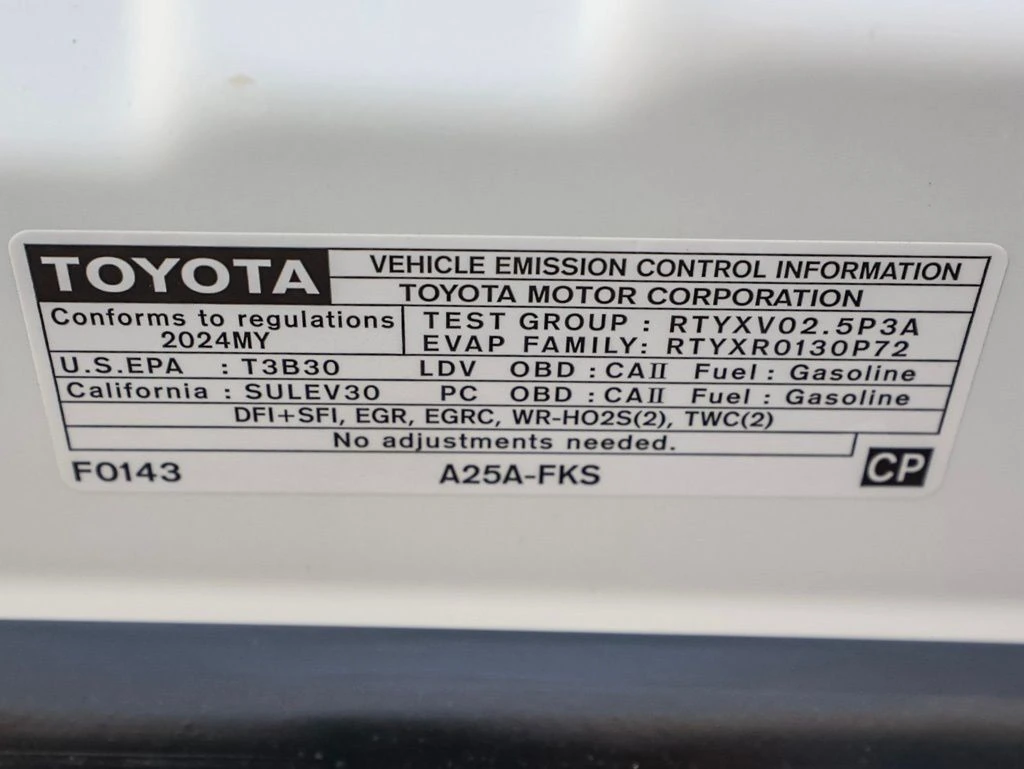 TOYOTA
VEHICLE EMISSION CONTROL INFORMATION
TOYOTA MOTOR CORPORATION
Conforms to regulations
2024MY
TEST GROUP : RTYXV02.5P3A
EVAP FAMILY: RTYXR0130P72
U.S.EPA : T3B30 LDV OBD : CAII Fuel : Gasoline
California : SULEV30 PC OBD : CAII Fuel : Gasoline
DFI+SFI, EGR, EGRC, WR-HO2S(2), TWC(2)
No adjustments needed.
F0143 A25A-FKS CP